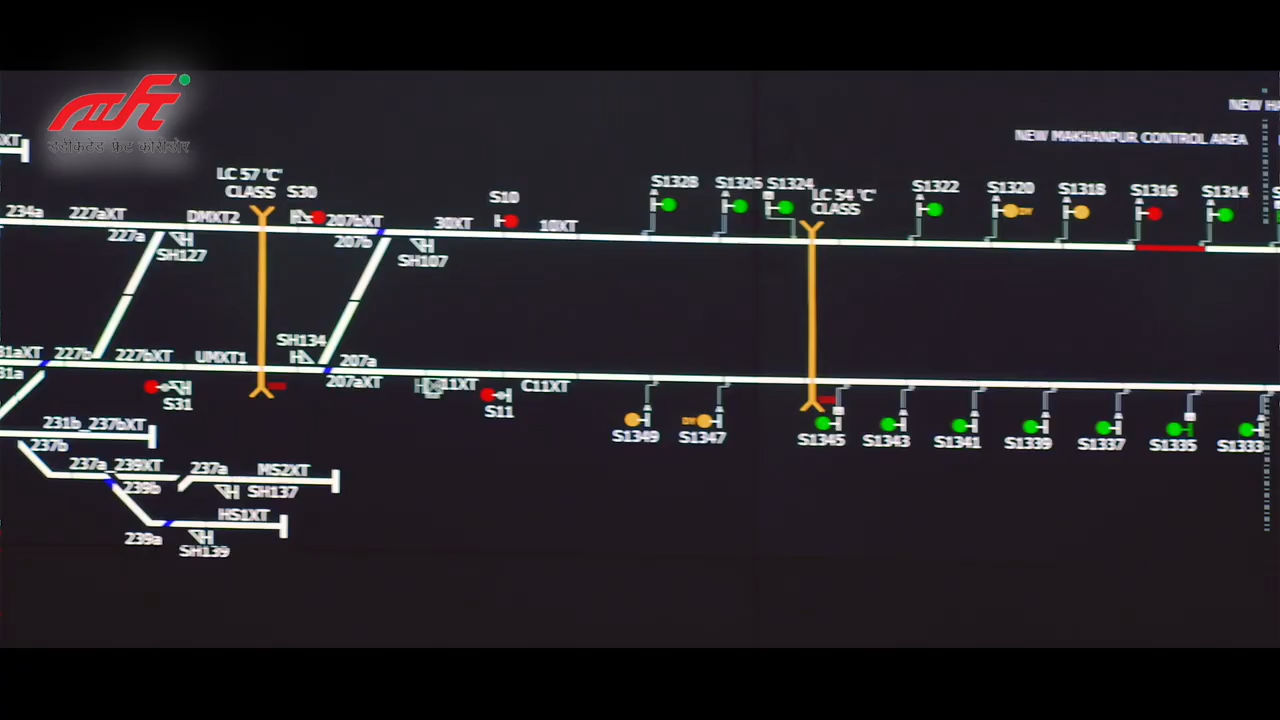 डेडीकेटेड फ्रेट कोरीडोर
NEW MAKHANPUR CONTROL AREA
LC 57 'C'
CLASS
S30
S10
S1328
S1326
S1324
LC 54 'C'
CLASS
S1322
S1320
S1318
S1316
S1314
234a
227aXT
DMXT2
207bXT
30XT
10XT
227a
SH127
207b
SH107
SH134
227b
227bXT
UMXT1
207a
207aXT
C11XT
S31
S11
S1349
DY
S1347
S1345
S1343
S1341
S1339
S1337
S1335
S1333
231b_237bXT
237b
237a_239XT
237a
MS2XT
239b
SH137
HS1XT
239a
SH139